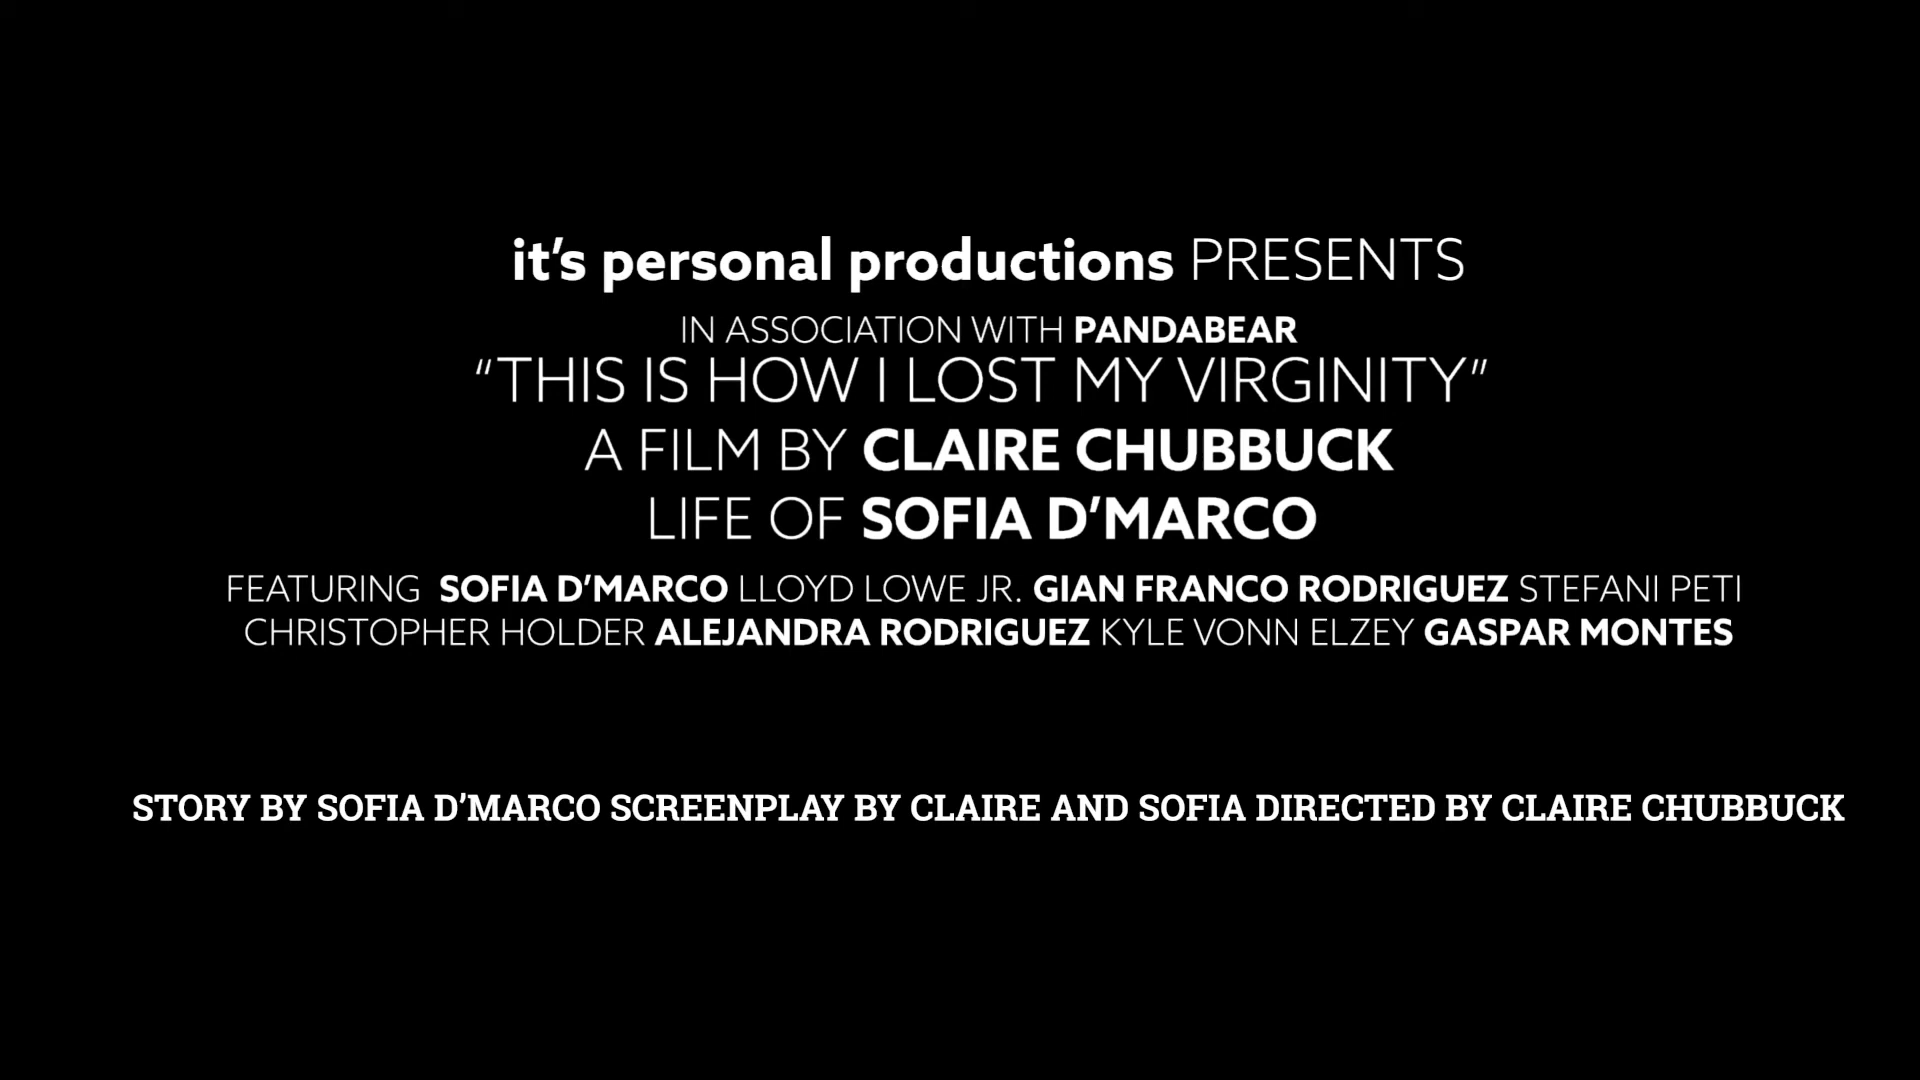 it’s personal productions PRESENTS
IN ASSOCIATION WITH PANDABEAR
“THIS IS HOW I LOST MY VIRGINITY”
A FILM BY CLAIRE CHUBBUCK
LIFE OF SOFIA D’MARCO
FEATURING SOFIA D’MARCO LLOYD LOWE JR. GIAN FRANCO RODRIGUEZ STEFANI PETI
CHRISTOPHER HOLDER ALEJANDRA RODRIGUEZ KYLE VONN ELZEY GASPAR MONTES
STORY BY SOFIA D’MARCO SCREENPLAY BY CLAIRE AND SOFIA DIRECTED BY CLAIRE CHUBBUCK